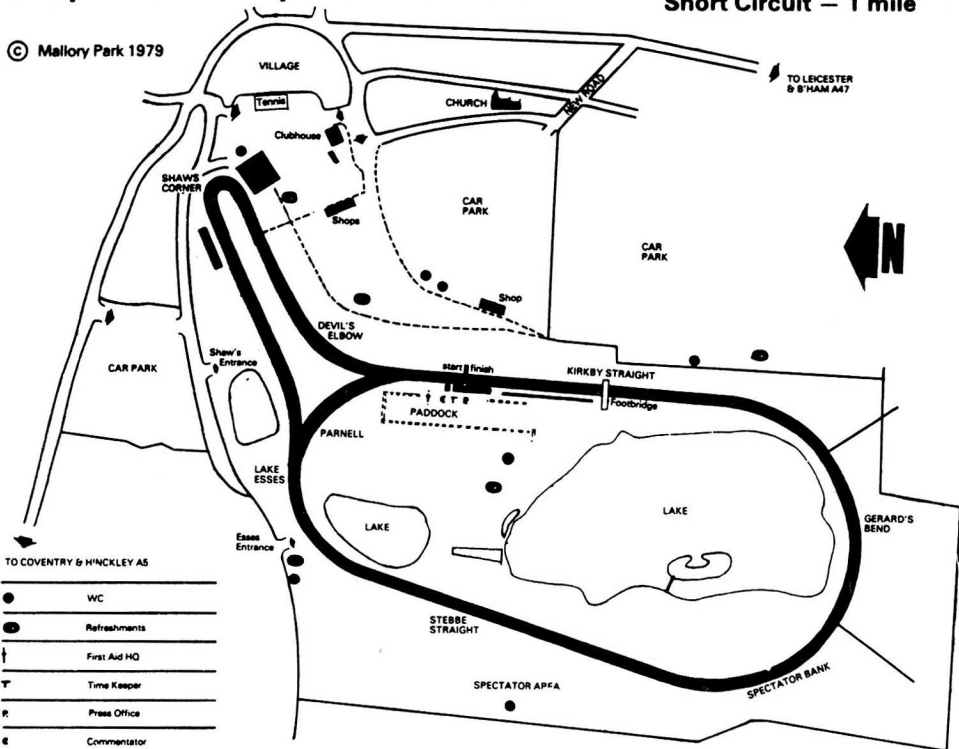 Short Circuit — 1 mile
© Mallory Park 1979
VILLAGE
TO LEICESTER
& B'HAM A47
Tennis
CHURCH
NEW ROAD
Clubhouse
SHAWS
CORNER
CAR
PARK
Shops
CAR
PARK
N
Shop
DEVIL'S
ELBOW
Shaw's
Entrance
CAR PARK
start finish
KIRKBY STRAIGHT
Footbridge
PADDOCK
PARNELL
LAKE
ESSES
LAKE
LAKE
GERARD'S
BEND
Esses
Entrance
TO COVENTRY & HINCKLEY A5
WC
Refreshments
First Aid HQ
T Time Keeper
P. Press Office
C Commentator
STEBBE
STRAIGHT
SPECTATOR BANK
SPECTATOR AREA